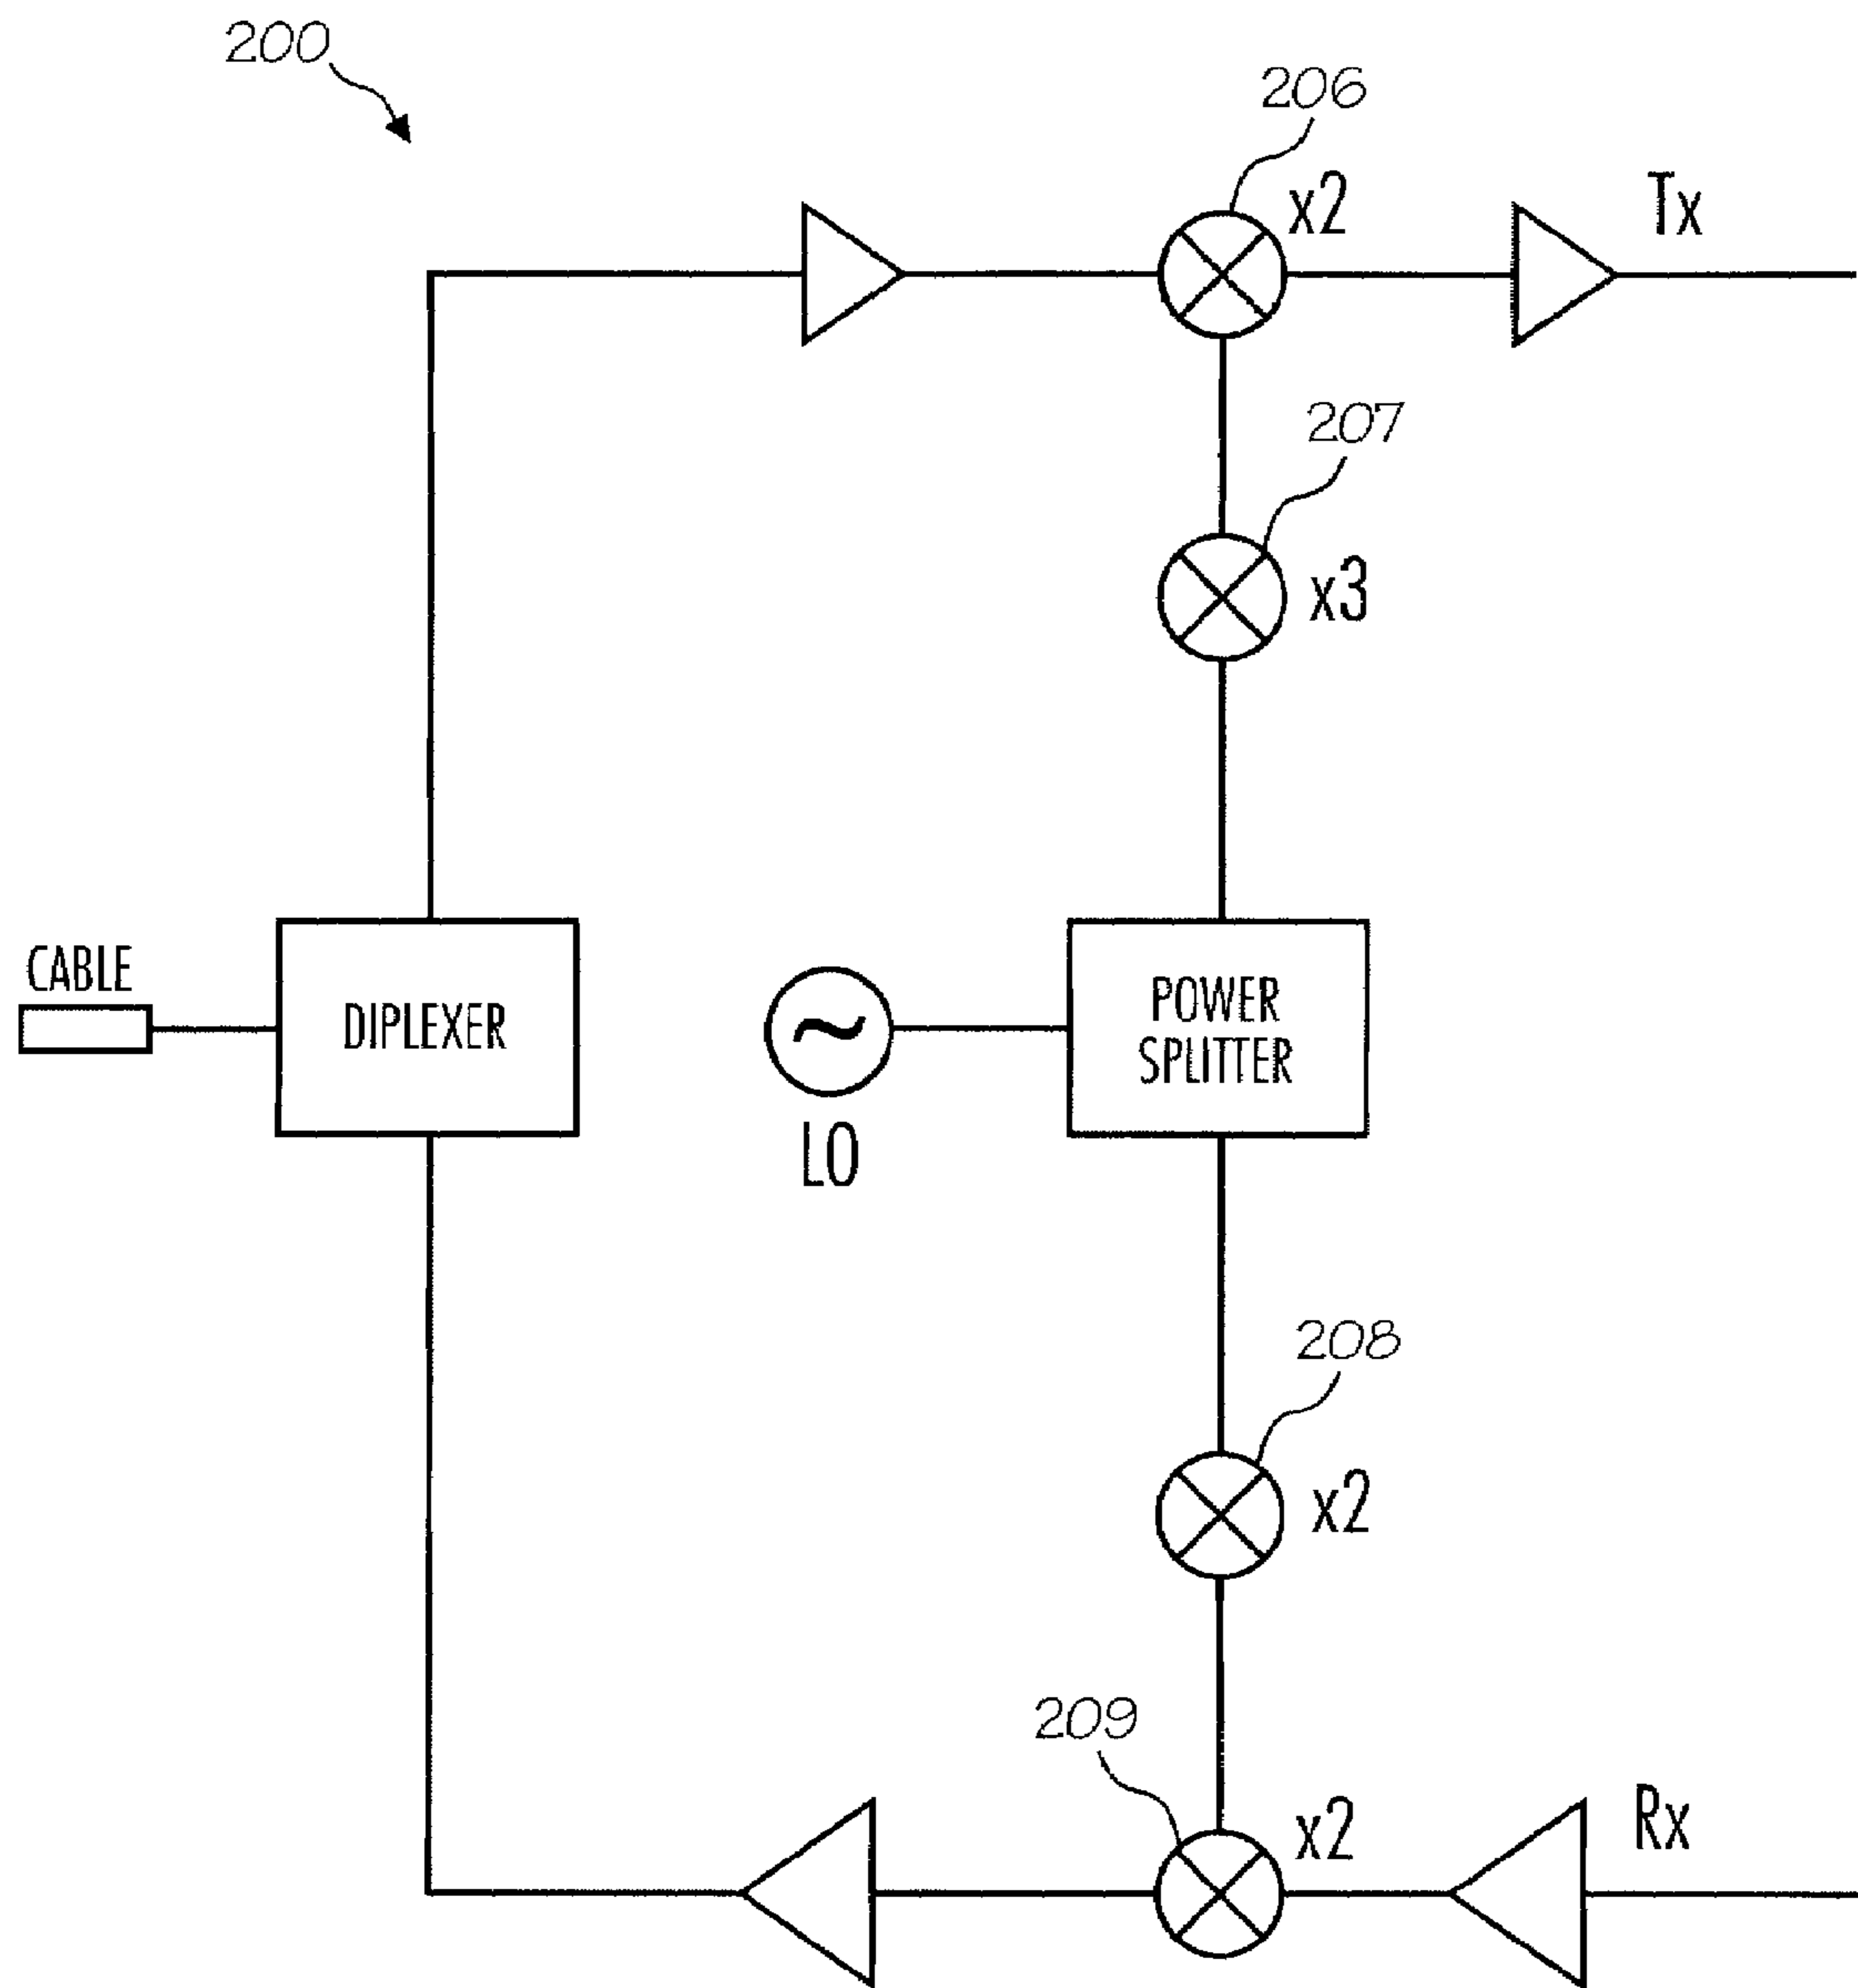 200
206
x2
Tx
207
x3
CABLE
DIPLEXER
POWER
SPLITTER
~
LO
208
x2
209
x2
Rx